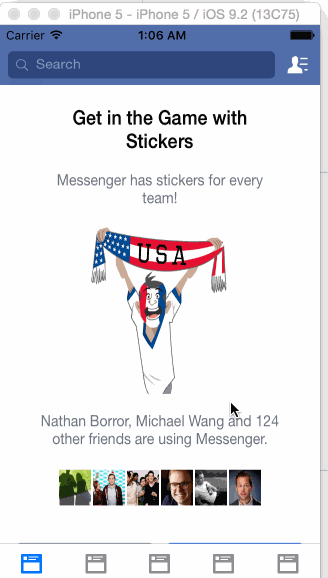 iPhone 5 - iPhone 5 / iOS 9.2 (13C75)
Carrier 1:06 AM
Search
Get in the Game with
Stickers
Messenger has stickers for every
team!
USA
Nathan Borror, Michael Wang and 124
other friends are using Messenger.